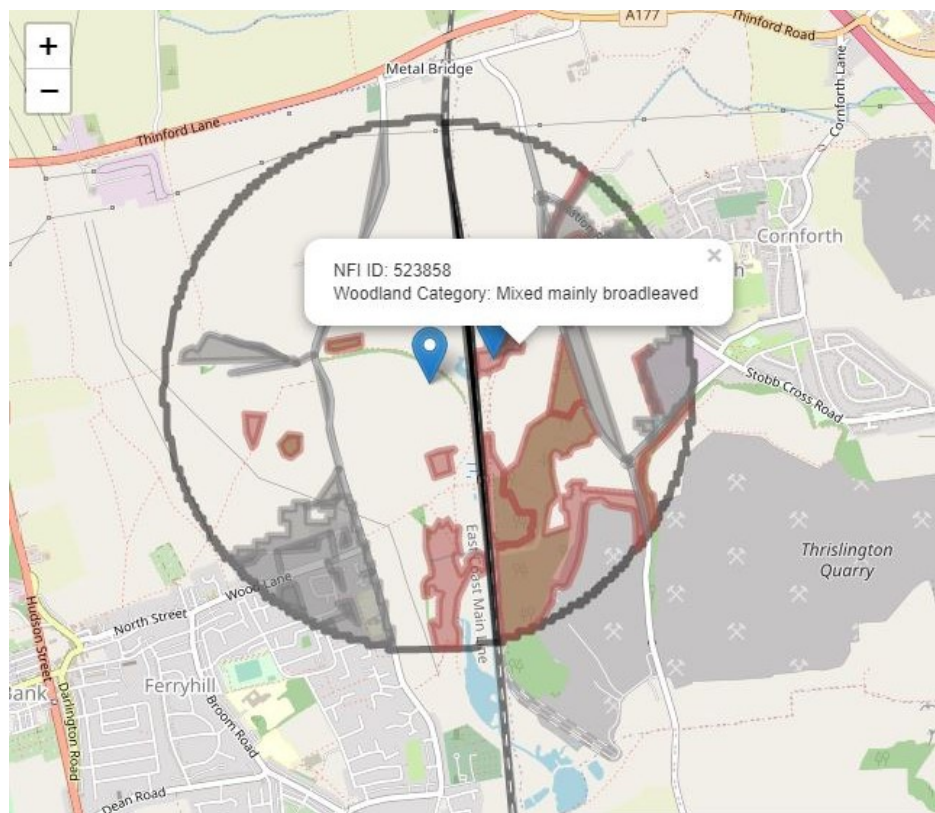 +
−
A177
Thinford Road
Metal Bridge
Cornforth Lane
Thinford Lane
Cornforth
×
NFI ID: 523858
Woodland Category: Mixed mainly broadleaved
Stobb Cross Road
Thrislington
Quarry
East Coast Main Line
Wood Lane
North Street
Hudson Street
Ferryhill
Bank
Darlington Road
Broom Road
Dean Road